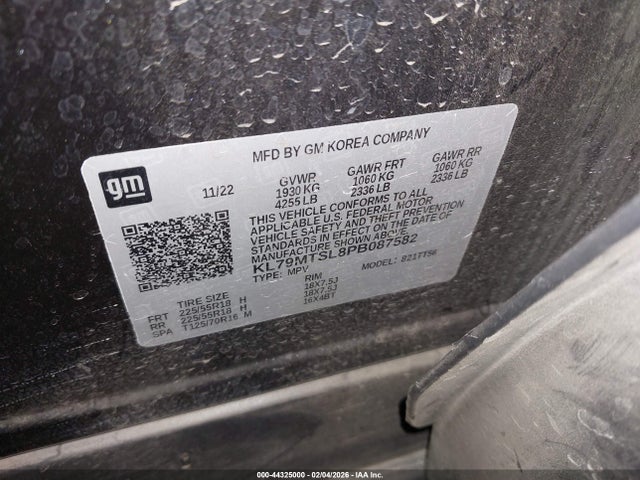 MFD BY GM KOREA COMPANY
gm
11/22 GVWR GAWR FRT GAWR RR
1930 KG 1060 KG 1060 KG
4255 LB 2336 LB 2336 LB
THIS VEHICLE CONFORMS TO ALL
APPLICABLE U.S. FEDERAL MOTOR
VEHICLE SAFETY AND THEFT PREVENTION
STANDARDS IN EFFECT ON THE DATE OF
MANUFACTURE SHOWN ABOVE.
KL79MTSL8PB087582
TYPE: MPV MODEL:
TIRE SIZE RIM
FRT 225/55R18 H 18X7.5J
RR 225/55R18 H 18X7.5J
SPA T125/70R16 M 16X4BT
000-44325000 - 02/04/2026 - IAA Inc.